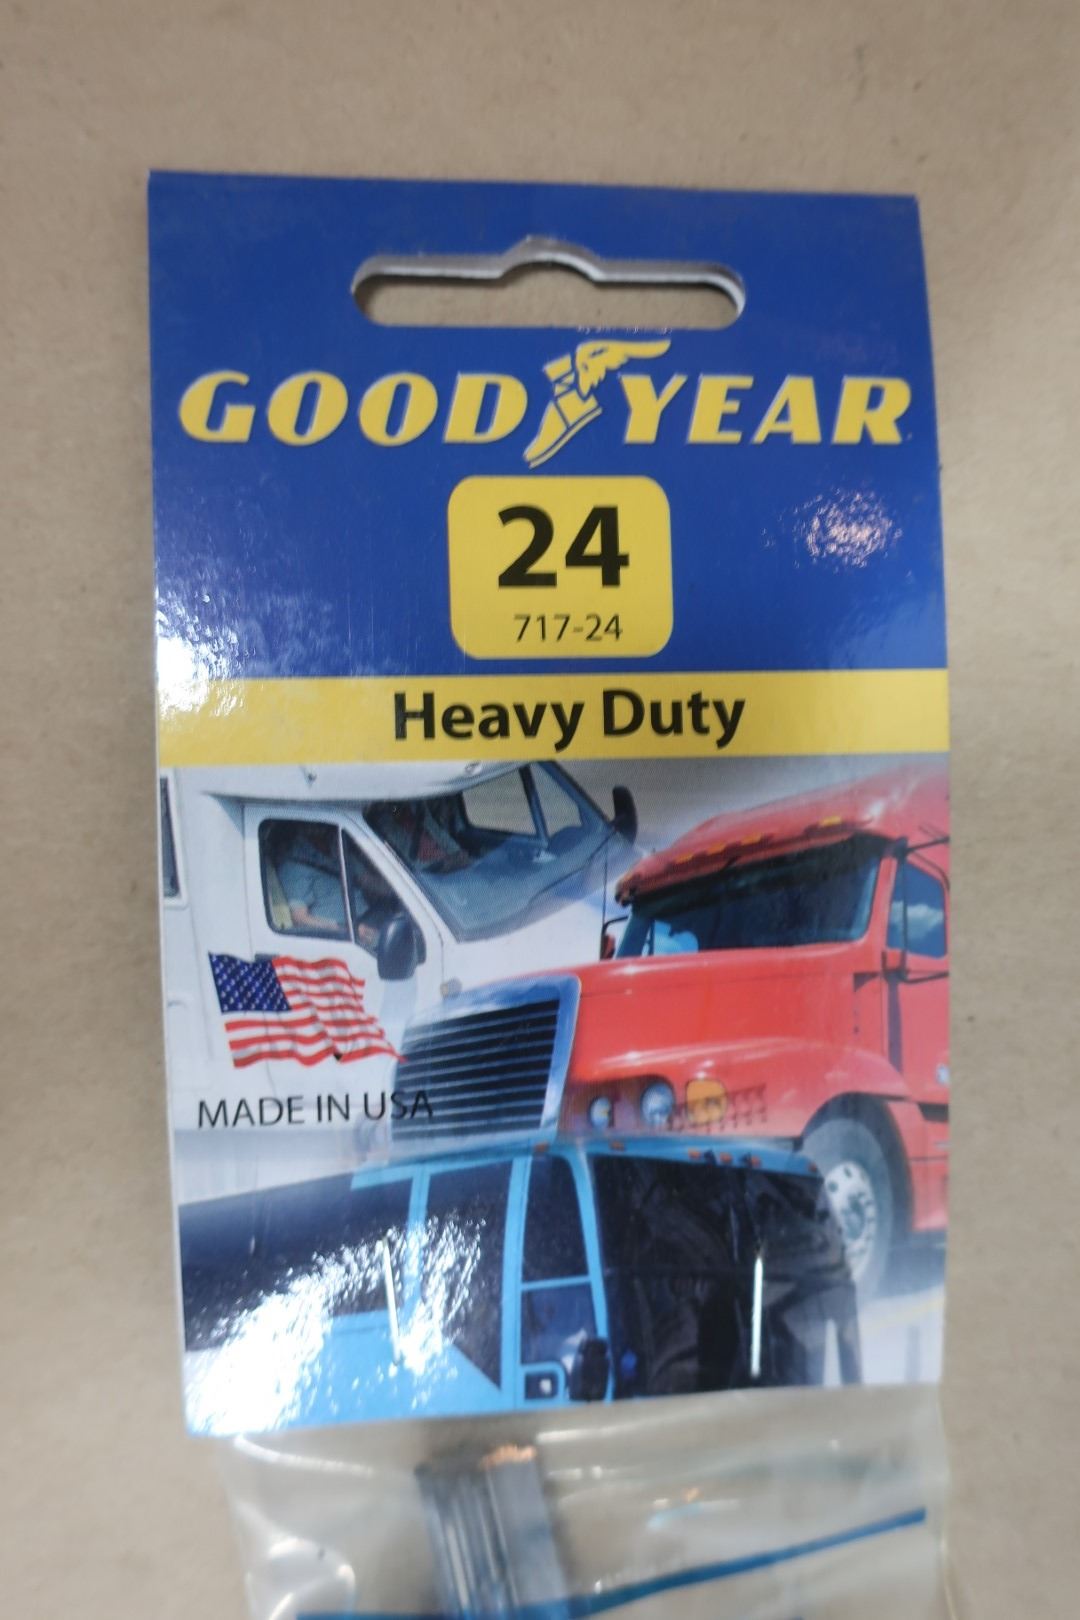 GOODYEAR
24
717-24
Heavy Duty
MADE IN USA